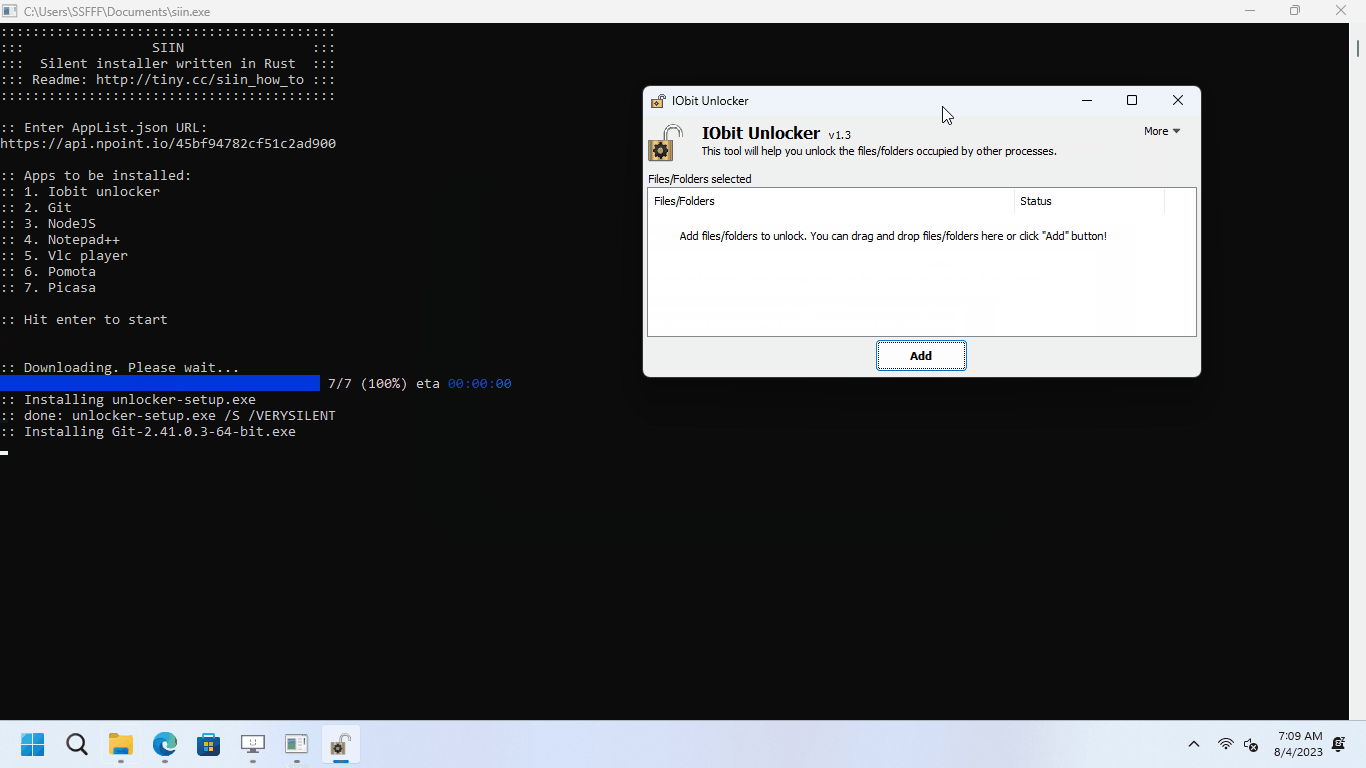 C:\Users\SSFFF\Documents\siin.exe
::::::::::::::::::::::::::::::::::::::::::
::: SIIN :::
::: Silent installer written in Rust :::
::: Readme: http://tiny.cc/siin_how_to :::
::::::::::::::::::::::::::::::::::::::::::
:: Enter AppList.json URL:
https://api.npoint.io/45bf94782cf51c2ad900
:: Apps to be installed:
:: 1. Iobit unlocker
:: 2. Git
:: 3. NodeJS
:: 4. Notepad++
:: 5. Vlc player
:: 6. Pomota
:: 7. Picasa
:: Hit enter to start
:: Downloading. Please wait...
7/7 (100%) eta 00:00:00
:: Installing unlocker-setup.exe
:: done: unlocker-setup.exe /S /VERYSILENT
:: Installing Git-2.41.0.3-64-bit.exe
IObit Unlocker
IObit Unlocker v1.3
More
This tool will help you unlock the files/folders occupied by other processes.
Files/Folders selected
Files/Folders Status
Add files/folders to unlock. You can drag and drop files/folders here or click "Add" button!
Add
7:09 AM
8/4/2023